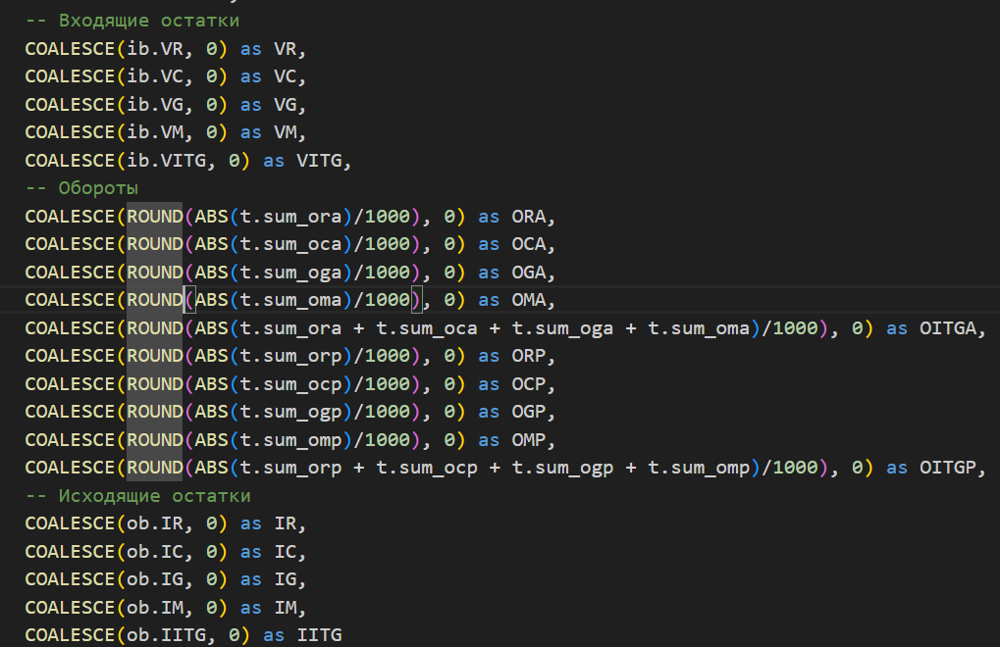 -- Входящие остатки
COALESCE(ib.VR, 0) as VR,
COALESCE(ib.VC, 0) as VC,
COALESCE(ib.VG, 0) as VG,
COALESCE(ib.VM, 0) as VM,
COALESCE(ib.VITG, 0) as VITG,
-- Обороты
COALESCE(ROUND(ABS(t.sum_ora)/1000), 0) as ORA,
COALESCE(ROUND(ABS(t.sum_oca)/1000), 0) as OCA,
COALESCE(ROUND(ABS(t.sum_oga)/1000), 0) as OGA,
COALESCE(ROUND(ABS(t.sum_oma)/1000), 0) as OMA,
COALESCE(ROUND(ABS(t.sum_ora + t.sum_oca + t.sum_oga + t.sum_oma)/1000), 0) as OITGA,
COALESCE(ROUND(ABS(t.sum_orp)/1000), 0) as ORP,
COALESCE(ROUND(ABS(t.sum_ocp)/1000), 0) as OCP,
COALESCE(ROUND(ABS(t.sum_ogp)/1000), 0) as OGP,
COALESCE(ROUND(ABS(t.sum_omp)/1000), 0) as OMP,
COALESCE(ROUND(ABS(t.sum_orp + t.sum_ocp + t.sum_ogp + t.sum_omp)/1000), 0) as OITGP,
-- Исходящие остатки
COALESCE(ob.IR, 0) as IR,
COALESCE(ob.IC, 0) as IC,
COALESCE(ob.IG, 0) as IG,
COALESCE(ob.IM, 0) as IM,
COALESCE(ob.IITG, 0) as IITG